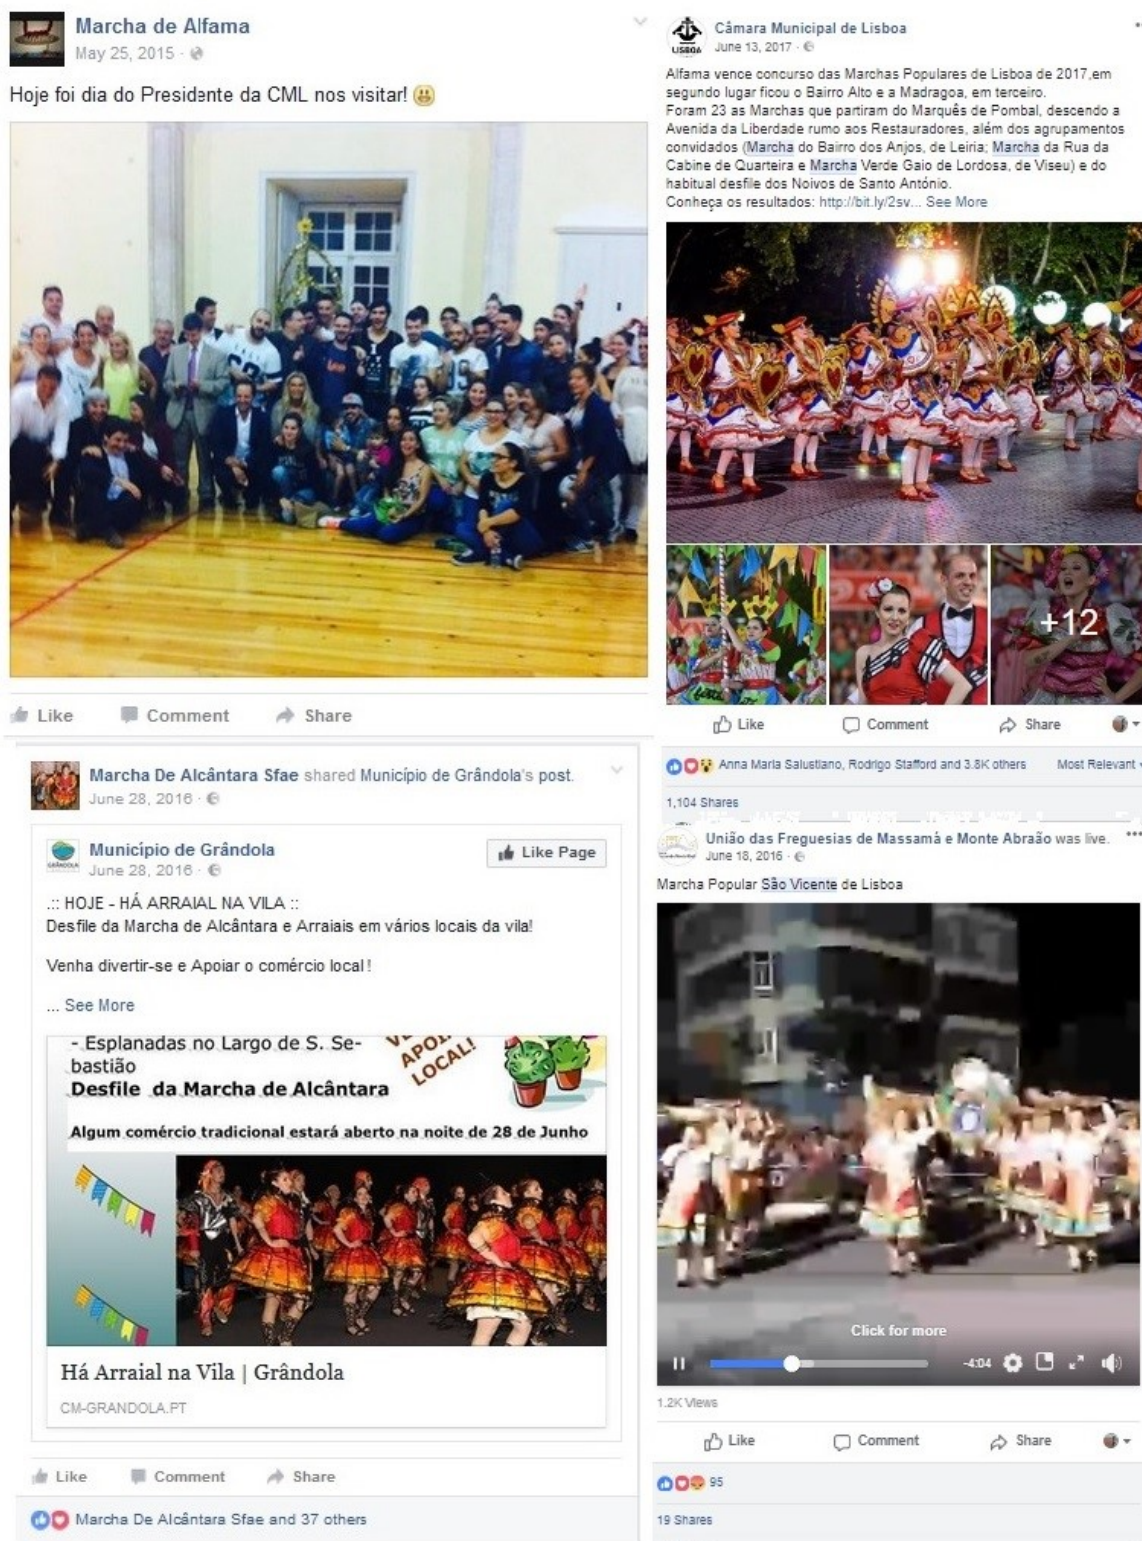 Marcha de Alfama
May 25, 2015
Hoje foi dia do Presidente da CML nos visitar!
Like Comment Share
Marcha De Alcântara Sfae shared Município de Grândola's post.
June 28, 2016
Município de Grândola
June 28, 2016
Like Page
.:: HOJE - HÁ ARRAIAL NA VILA ::
Desfile da Marcha de Alcântara e Arraiais em vários locais da vila!
Venha divertir-se e Apoiar o comércio local!
... See More
- Esplanadas no Largo de S. Se-
bastião
Desfile da Marcha de Alcântara
APOI
LOCAL!
Algum comércio tradicional estará aberto na noite de 28 de Junho
Há Arraial na Vila | Grândola
CM-GRANDOLA.PT
Like Comment Share
Marcha De Alcântara Sfae and 37 others
LISBOA
Câmara Municipal de Lisboa
June 13, 2017
Alfama vence concurso das Marchas Populares de Lisboa de 2017,em
segundo lugar ficou o Bairro Alto e a Madragoa, em terceiro.
Foram 23 as Marchas que partiram do Marquês de Pombal, descendo a
Avenida da Liberdade rumo aos Restauradores, além dos agrupamentos
convidados (Marcha do Bairro dos Anjos, de Leiria; Marcha da Rua da
Cabine de Quarteira e Marcha Verde Gaio de Lordosa, de Viseu) e do
habitual desfile dos Noivos de Santo António.
Conheça os resultados: http://bit.ly/2sv... See More
+12
Like Comment Share
Anna Maria Salustiano, Rodrigo Stafford and 3.8K others Most Relevant
1,104 Shares
União das Freguesias de Massamá e Monte Abraão was live.
June 18, 2016
Marcha Popular São Vicente de Lisboa
Click for more
-4:04
1.2K Views
Like Comment Share
95
19 Shares